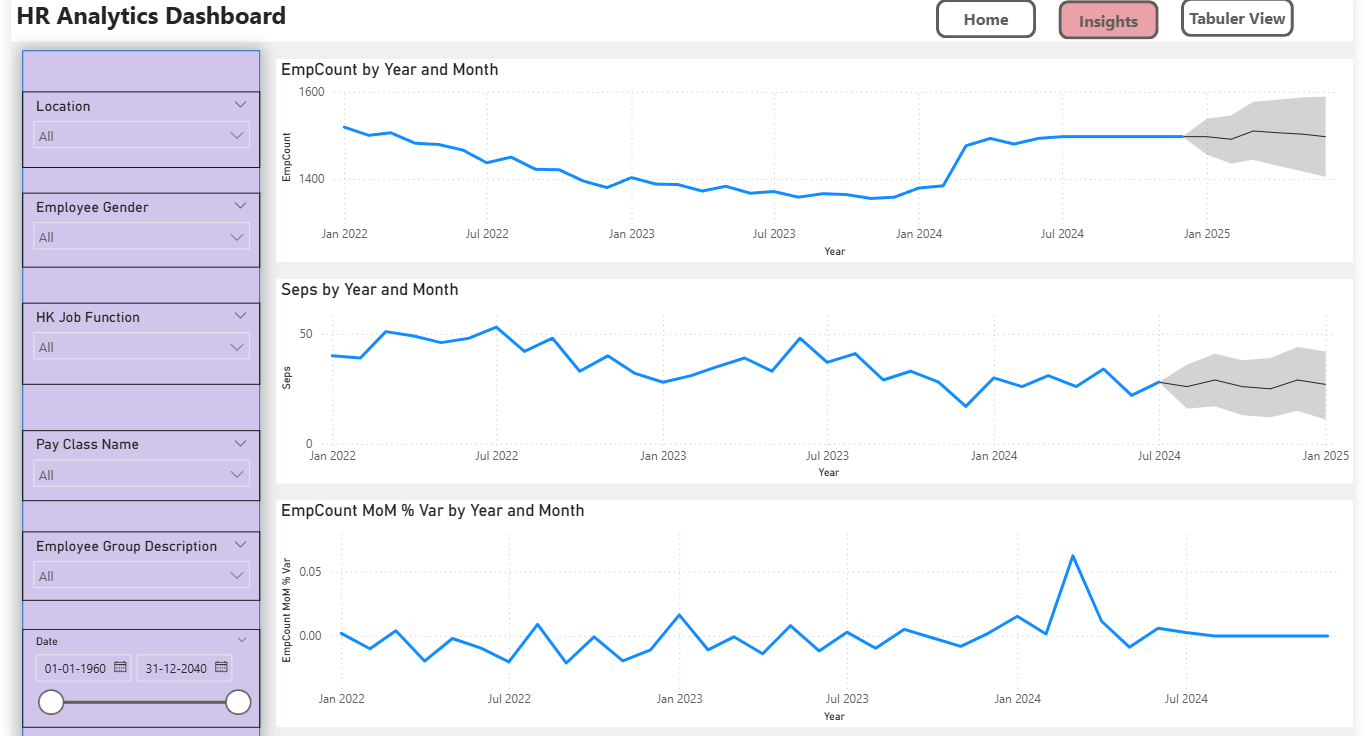 HR Analytics Dashboard
Home
Insights
Tabuler View
Location
All
Employee Gender
All
HK Job Function
All
Pay Class Name
All
Employee Group Description
All
Date
01-01-1960
31-12-2040
EmpCount by Year and Month
EmpCount
1600
1400
Jan 2022
Jul 2022
Jan 2023
Jul 2023
Jan 2024
Jul 2024
Jan 2025
Year
Seps by Year and Month
Seps
50
0
Jan 2022
Jul 2022
Jan 2023
Jul 2023
Jan 2024
Jul 2024
Jan 2025
Year
EmpCount MoM % Var by Year and Month
EmpCount MoM % Var
0.05
0.00
Jan 2022
Jul 2022
Jan 2023
Jul 2023
Jan 2024
Jul 2024
Year